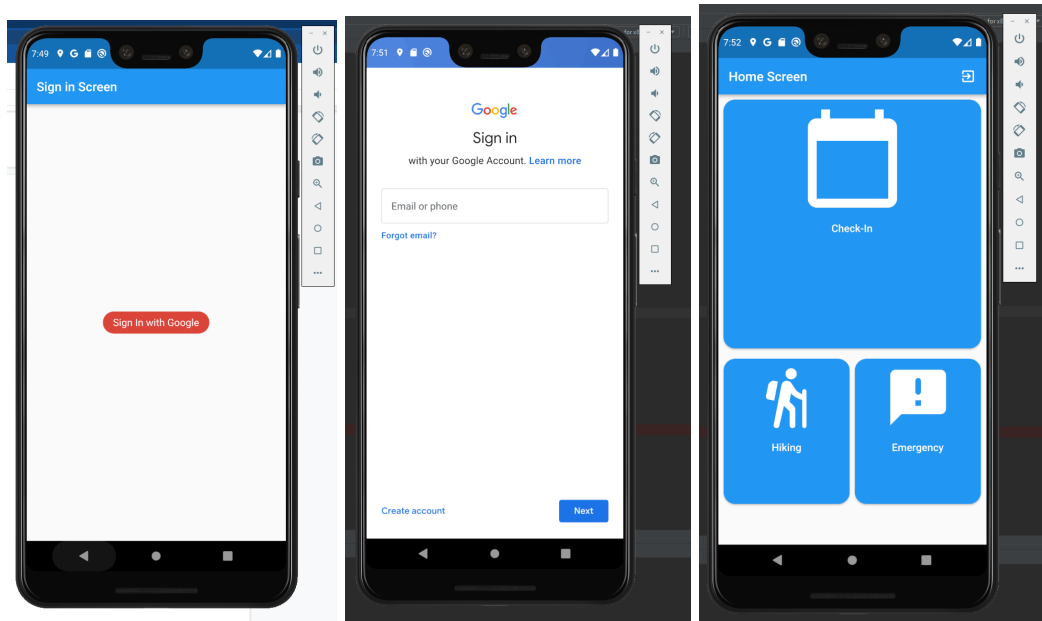 7:49
Sign in Screen
Sign In with Google
7:51
Google
Sign in
with your Google Account. Learn more
Email or phone
Forgot email?
Create account
Next
7:52
Home Screen
Check-In
Hiking
Emergency